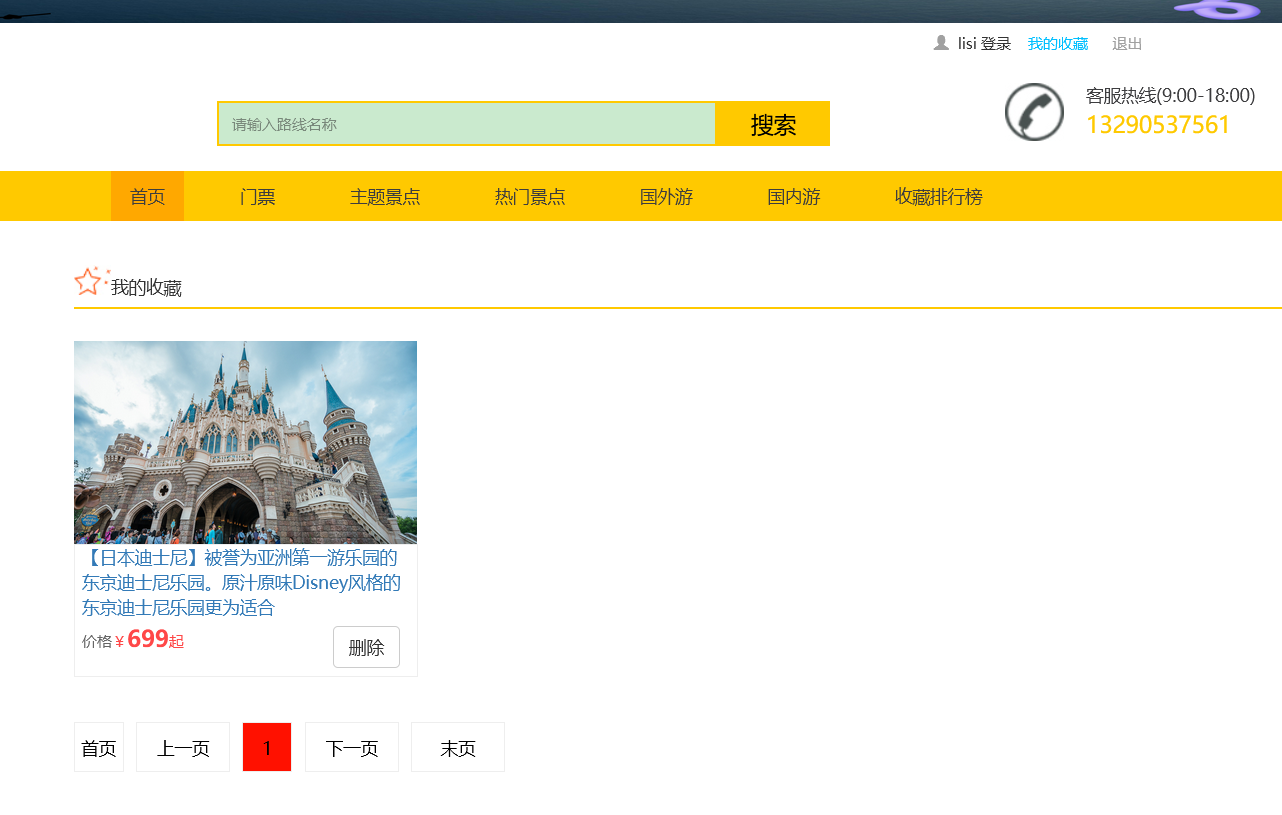 lisi 登录 我的收藏 退出
客服热线(9:00-18:00)
请输入路线名称 搜索 13290537561
首页 门票 主题景点 热门景点 国外游 国内游 收藏排行榜
我的收藏
【日本迪士尼】被誉为亚洲第一游乐园的
东京迪士尼乐园。原汁原味Disney风格的
东京迪士尼乐园更为适合
价格￥699起 删除
首页 上一页 1 下一页 末页